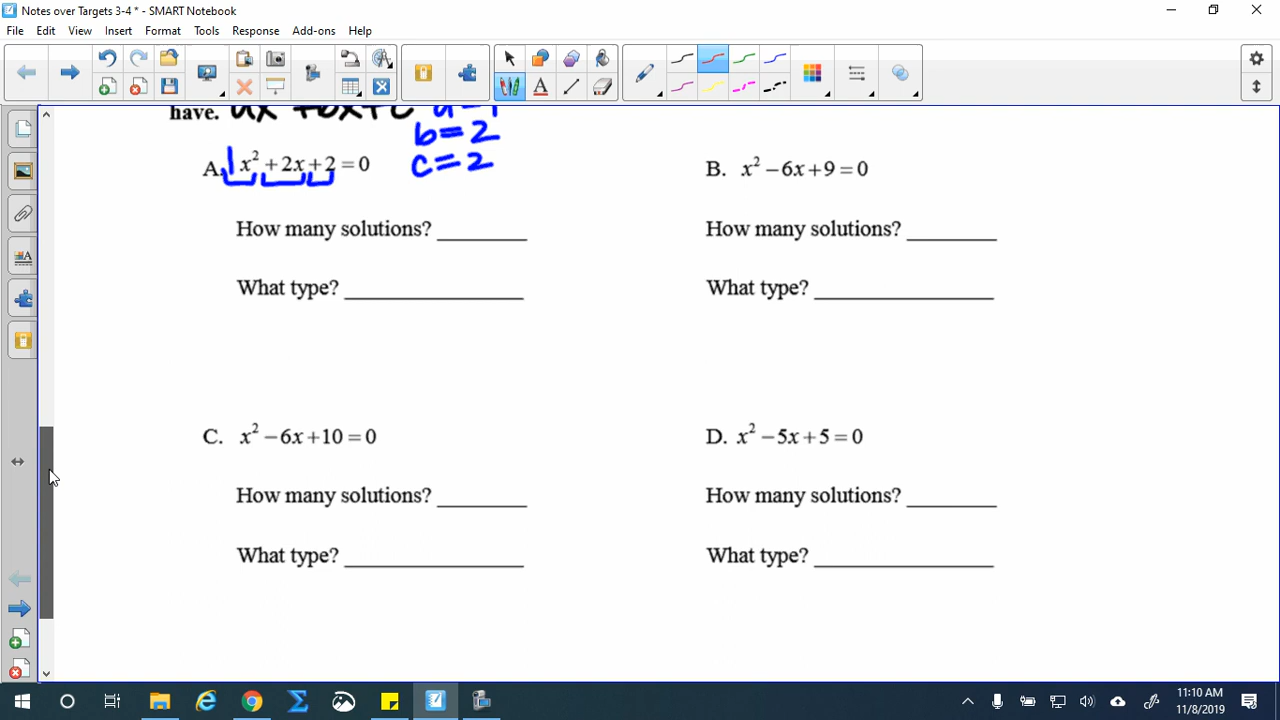 Notes over Targets 3-4 * - SMART Notebook
File Edit View Insert Format Tools Response Add-ons Help
have.
b = 2
A. 1x² + 2x + 2 = 0
c = 2
B. x² − 6x + 9 = 0
How many solutions? ________
How many solutions? ________
What type? ________________
What type? ________________
C. x² − 6x + 10 = 0
D. x² − 5x + 5 = 0
How many solutions? ________
How many solutions? ________
What type? ________________
What type? ________________
11:10 AM
11/8/2019